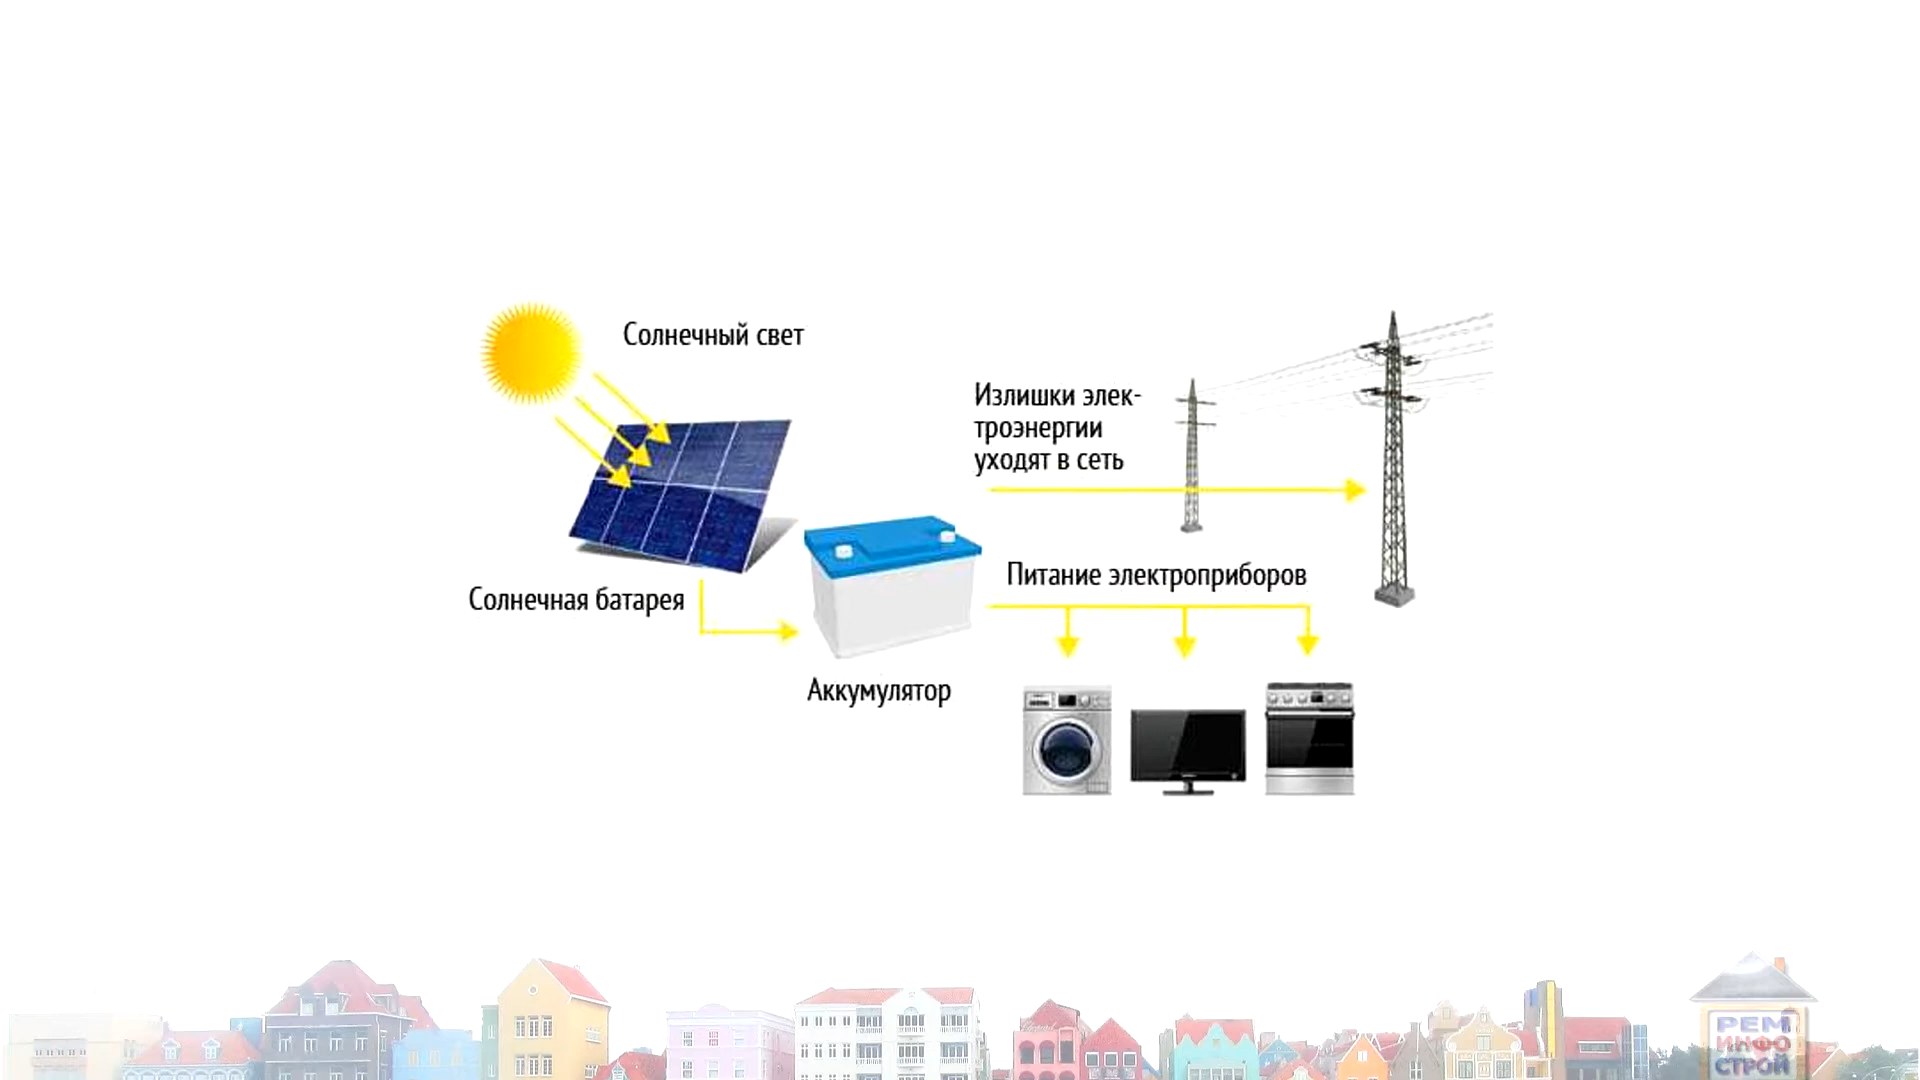 Солнечный свет
Излишки элек-
троэнергии
уходят в сеть
Питание электроприборов
Солнечная батарея
Аккумулятор
РЕМ
ИНФО
СТРОЙ